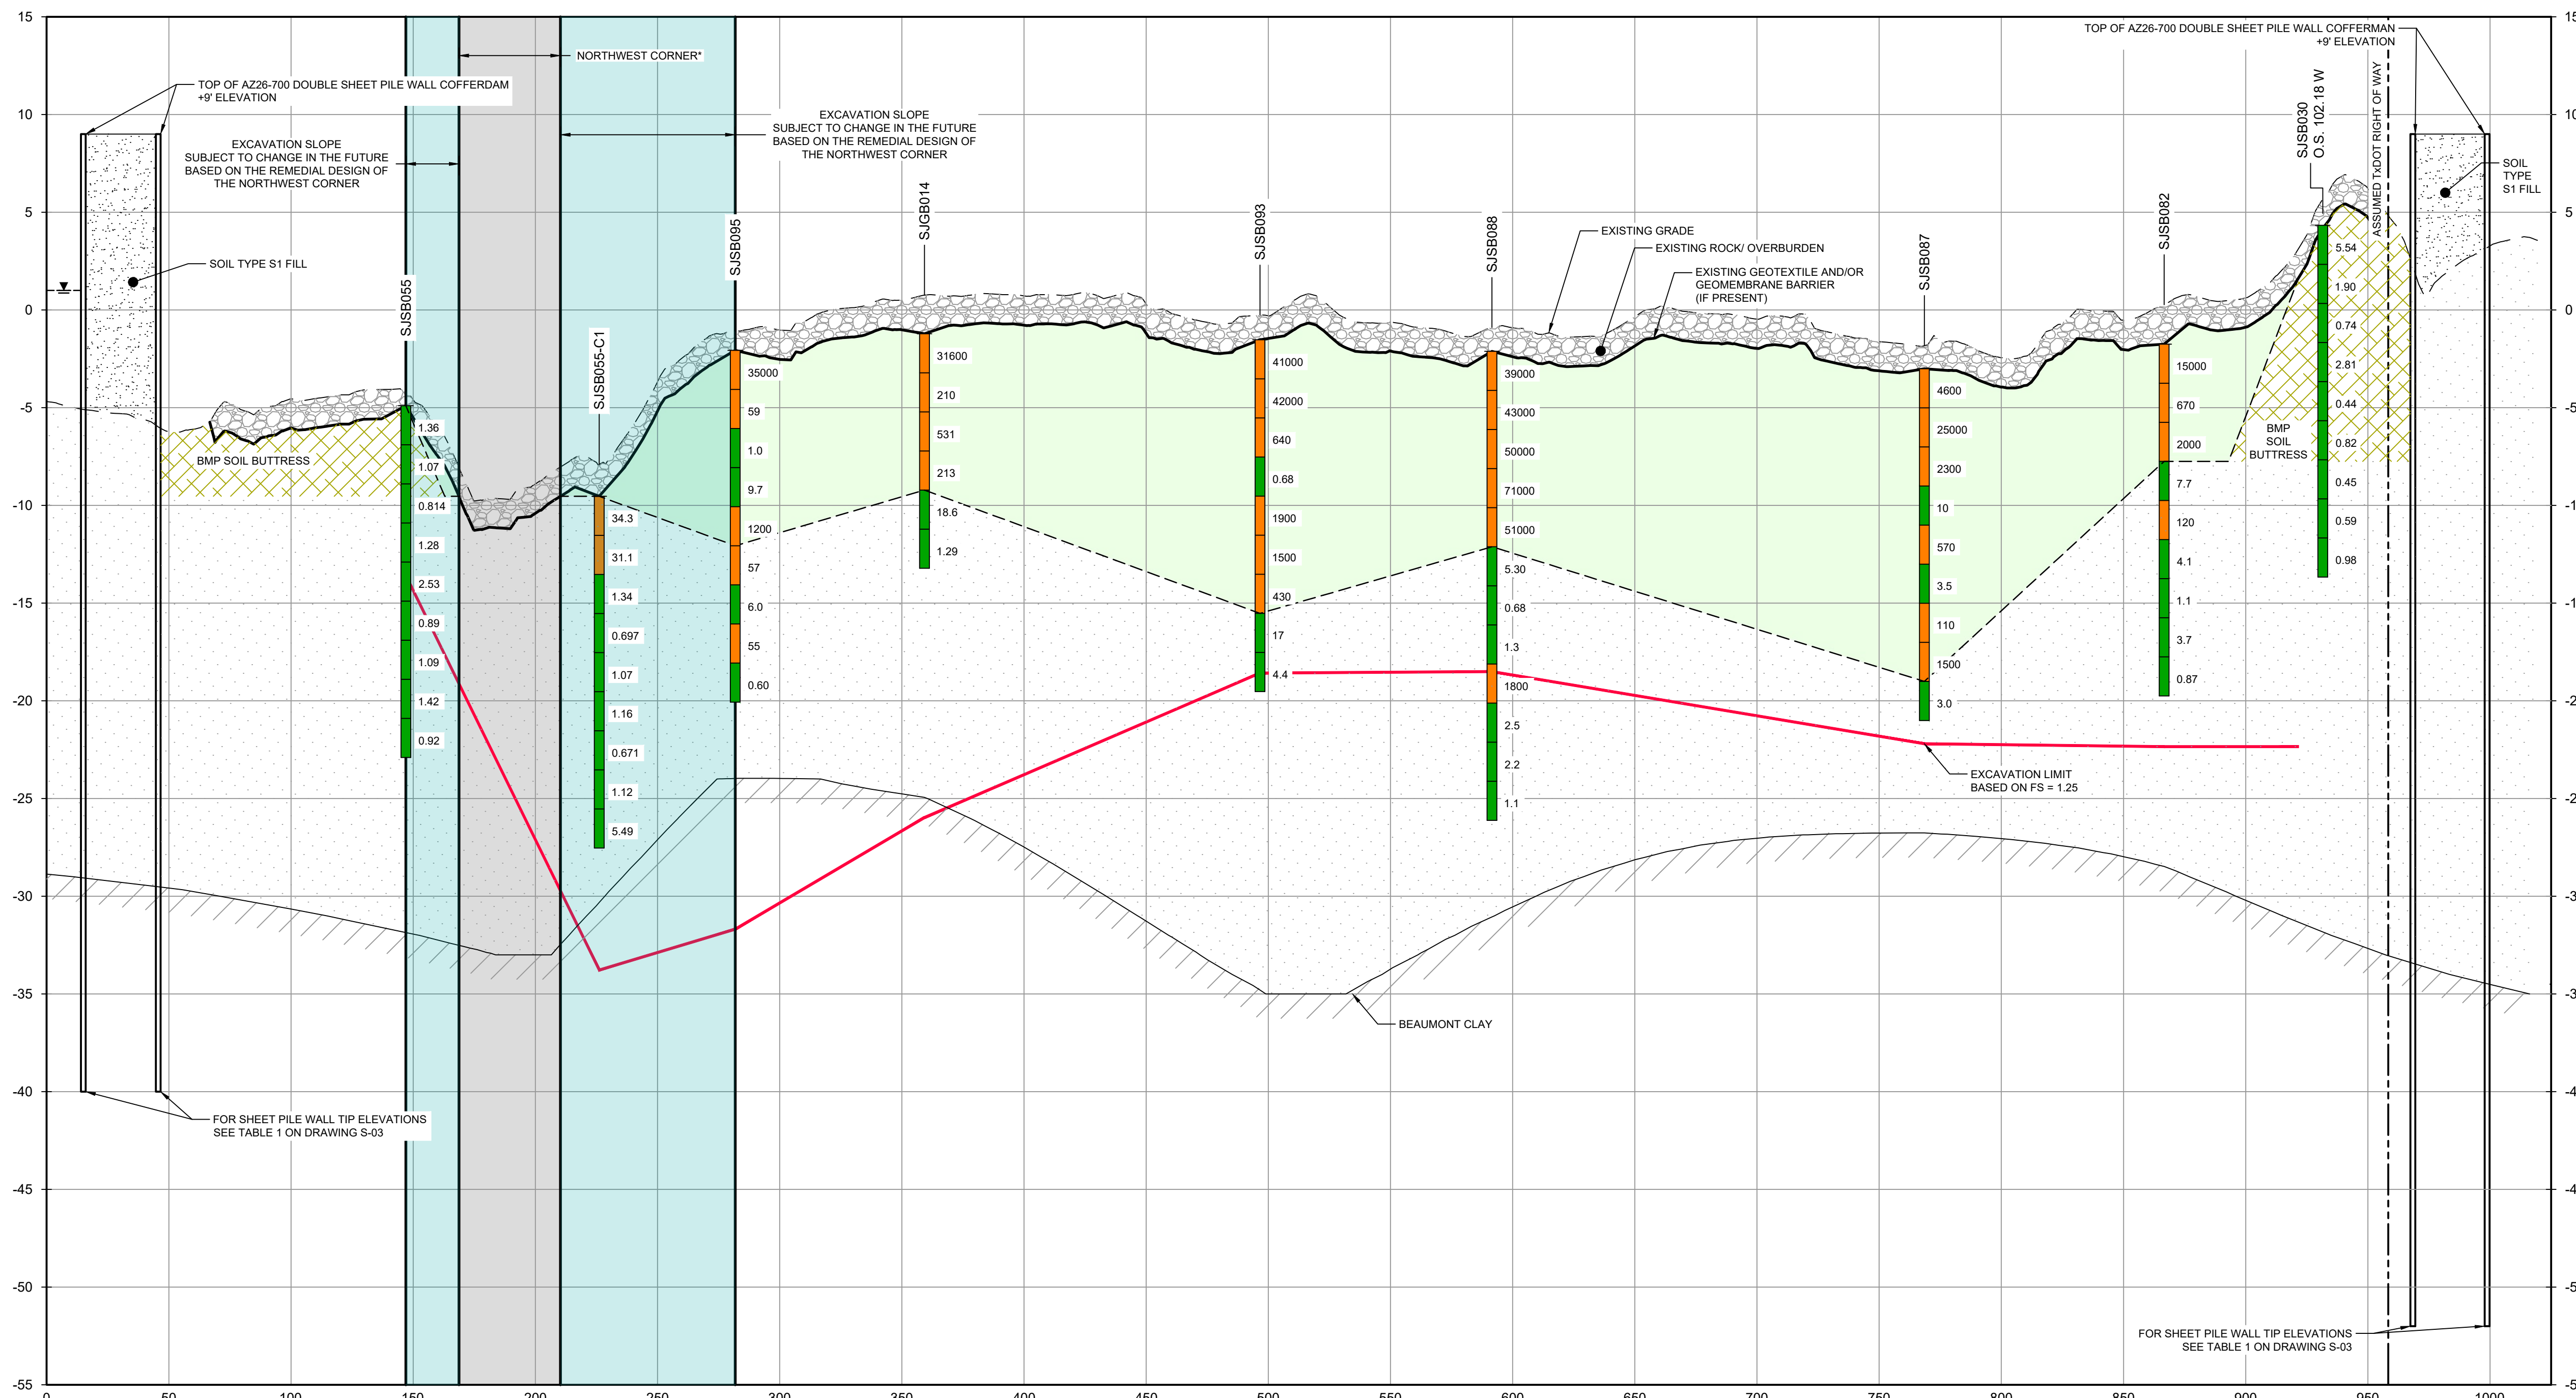 15
10
5
0
-5
-10
-15
-20
-25
-30
-35
-40
-45
-50
-55
0
50
100
150
200
250
300
350
400
450
500
550
600
650
700
750
800
850
900
950
1000
NORTHWEST CORNER*
TOP OF AZ26-700 DOUBLE SHEET PILE WALL COFFERDAM
+9' ELEVATION
EXCAVATION SLOPE
SUBJECT TO CHANGE IN THE FUTURE
BASED ON THE REMEDIAL DESIGN OF
THE NORTHWEST CORNER
EXCAVATION SLOPE
SUBJECT TO CHANGE IN THE FUTURE
BASED ON THE REMEDIAL DESIGN OF
THE NORTHWEST CORNER
TOP OF AZ26-700 DOUBLE SHEET PILE WALL COFFERMAN
+9' ELEVATION
SOIL TYPE S1 FILL
SOIL
TYPE
S1 FILL
ASSUMED TxDOT RIGHT OF WAY
EXISTING GRADE
EXISTING ROCK/ OVERBURDEN
EXISTING GEOTEXTILE AND/OR
GEOMEMBRANE BARRIER
(IF PRESENT)
BMP SOIL BUTTRESS
BMP
SOIL
BUTTRESS
SJSB055
1.36
1.07
0.814
1.28
2.53
0.89
1.09
1.42
0.92
SJSB055-C1
34.3
31.1
1.34
0.697
1.07
1.16
0.671
1.12
5.49
SJSB095
35000
59
1.0
9.7
1200
57
6.0
55
0.60
SJGB014
31600
210
531
213
18.6
1.29
SJSB093
41000
42000
640
0.68
1900
1500
430
17
4.4
SJSB088
39000
43000
50000
71000
51000
5.30
0.68
1.3
1800
2.5
2.2
1.1
SJSB087
4600
25000
2300
10
570
3.5
110
1500
3.0
SJSB082
15000
670
2000
7.7
120
4.1
1.1
3.7
0.87
SJSB030
O.S. 102.18 W
5.54
1.90
0.74
2.81
0.44
0.82
0.45
0.59
0.98
EXCAVATION LIMIT
BASED ON FS = 1.25
BEAUMONT CLAY
FOR SHEET PILE WALL TIP ELEVATIONS
SEE TABLE 1 ON DRAWING S-03
FOR SHEET PILE WALL TIP ELEVATIONS
SEE TABLE 1 ON DRAWING S-03